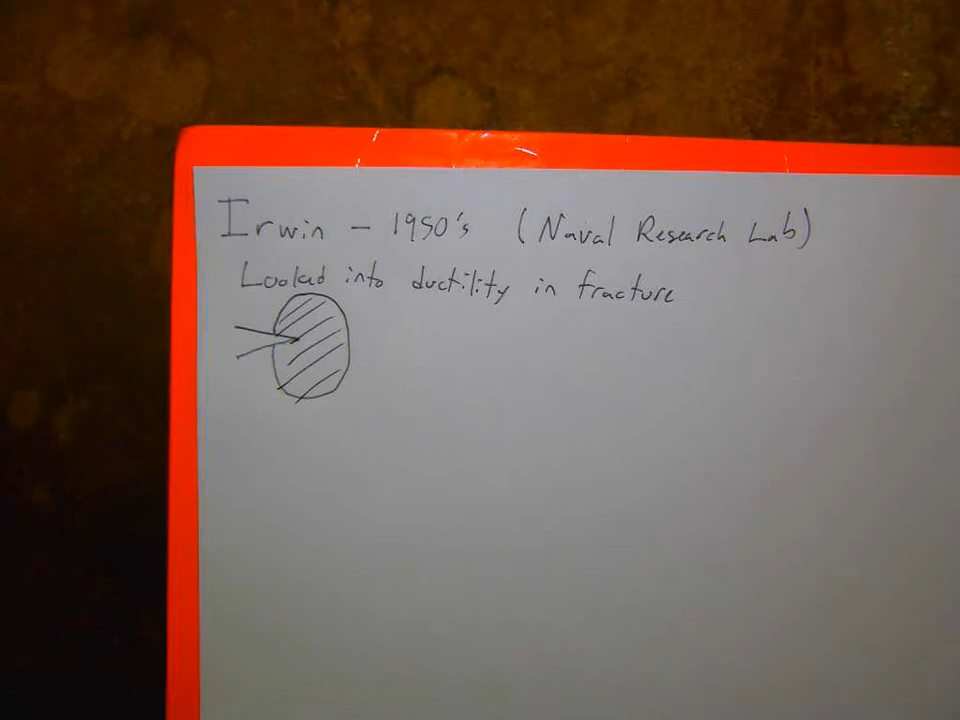 Irwin - 1950's (Naval Research Lab)
Looked into ductility in fracture